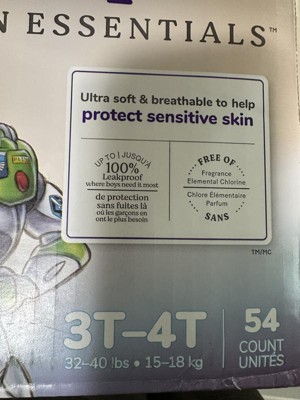 N ESSENTIALS™
Ultra soft & breathable to help
protect sensitive skin
UP TO | JUSQU'À
100%
Leakproof
where boys need it most
de protection
sans fuites là
où les garçons en
ont le plus besoin
FREE OF
Fragrance
Elemental Chlorine
Chlore Élémentaire
Parfum
SANS
TM/MC
3T–4T
32–40 lbs • 15–18 kg
54
COUNT
UNITÉS